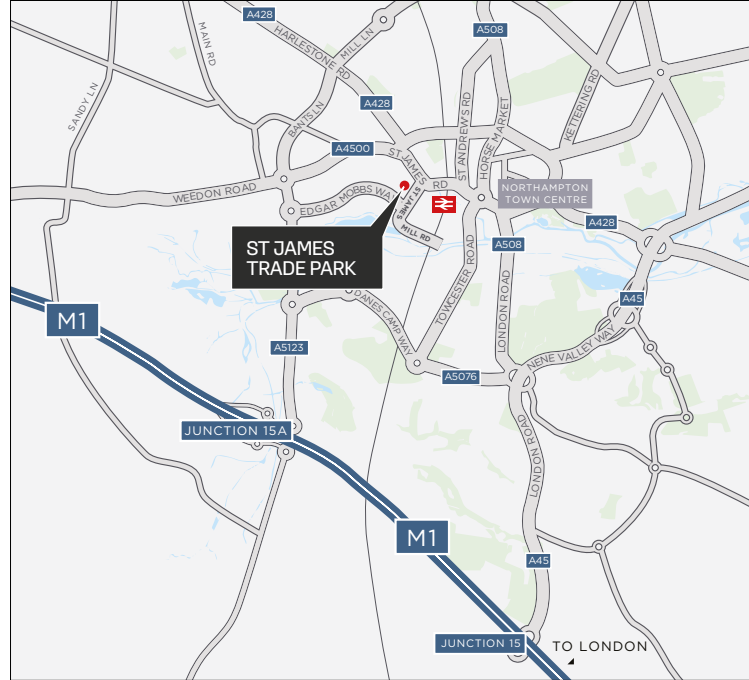 A428
MAIN RD
MILL LN
HARLESTONE RD
A508
SANDY LN
A428
BANTS LN
ST ANDREW'S RD
HORSE MARKET
KETTERING RD
A4500
ST JAMES
RD
WEEDON ROAD
EDGAR MOBBS WAY
ST JAMES
MILL RD
NORTHAMPTON
TOWN CENTRE
A428
ST JAMES
TRADE PARK
A508
TOWCESTER ROAD
LONDON ROAD
A45
DANES CAMP WAY
M1
A5123
NENE VALLEY WAY
A5076
JUNCTION 15A
LONDON ROAD
M1
A45
JUNCTION 15
TO LONDON